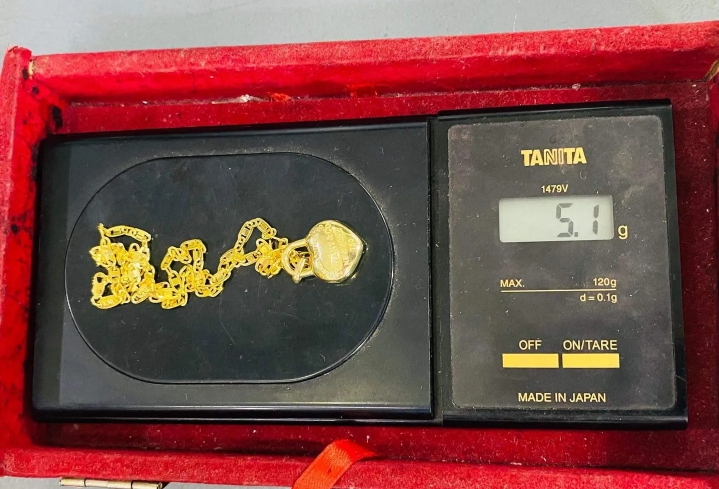 TANITA
1479V
5.1 g
MAX. 120g
d = 0.1g
OFF ON/TARE
MADE IN JAPAN